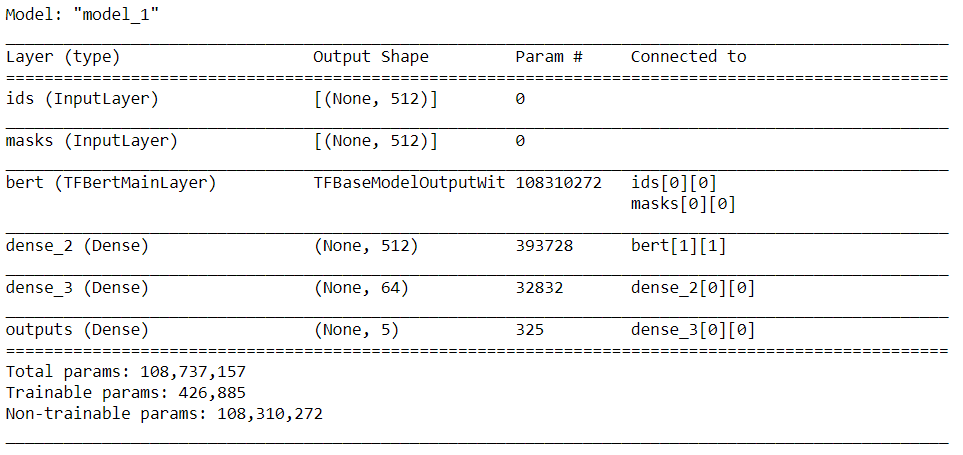 Model: "model_1"
Layer (type) Output Shape Param # Connected to
ids (InputLayer) [(None, 512)] 0
masks (InputLayer) [(None, 512)] 0
bert (TFBertMainLayer) TFBaseModelOutputWit 108310272 ids[0][0]
masks[0][0]
dense_2 (Dense) (None, 512) 393728 bert[1][1]
dense_3 (Dense) (None, 64) 32832 dense_2[0][0]
outputs (Dense) (None, 5) 325 dense_3[0][0]
Total params: 108,737,157
Trainable params: 426,885
Non-trainable params: 108,310,272